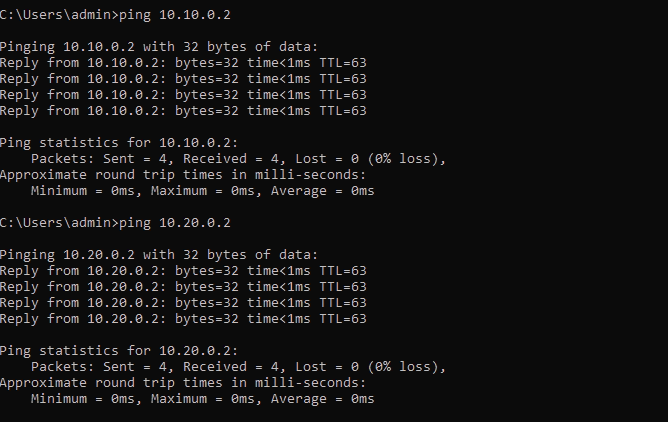 C:\Users\admin>ping 10.10.0.2
Pinging 10.10.0.2 with 32 bytes of data:
Reply from 10.10.0.2: bytes=32 time<1ms TTL=63
Reply from 10.10.0.2: bytes=32 time<1ms TTL=63
Reply from 10.10.0.2: bytes=32 time<1ms TTL=63
Reply from 10.10.0.2: bytes=32 time<1ms TTL=63
Ping statistics for 10.10.0.2:
    Packets: Sent = 4, Received = 4, Lost = 0 (0% loss),
Approximate round trip times in milli-seconds:
    Minimum = 0ms, Maximum = 0ms, Average = 0ms
C:\Users\admin>ping 10.20.0.2
Pinging 10.20.0.2 with 32 bytes of data:
Reply from 10.20.0.2: bytes=32 time<1ms TTL=63
Reply from 10.20.0.2: bytes=32 time<1ms TTL=63
Reply from 10.20.0.2: bytes=32 time<1ms TTL=63
Reply from 10.20.0.2: bytes=32 time<1ms TTL=63
Ping statistics for 10.20.0.2:
    Packets: Sent = 4, Received = 4, Lost = 0 (0% loss),
Approximate round trip times in milli-seconds:
    Minimum = 0ms, Maximum = 0ms, Average = 0ms